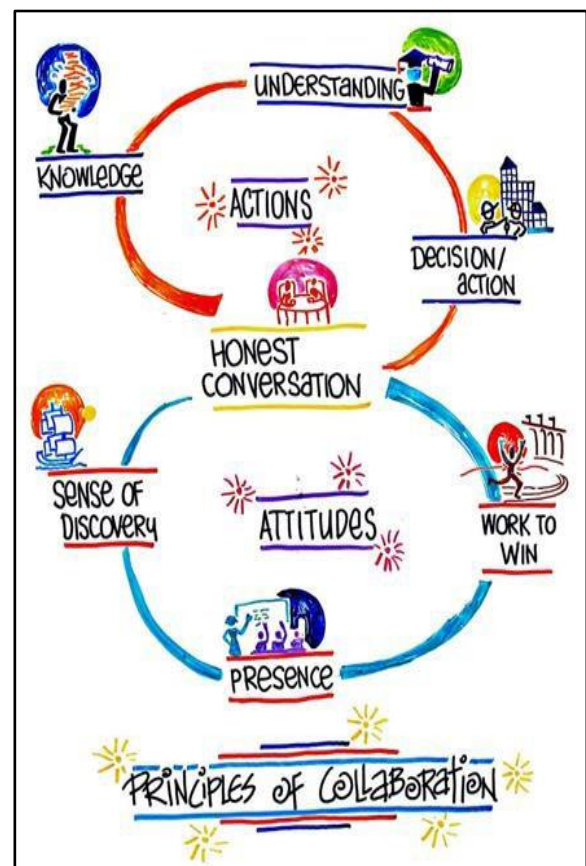 UNDERSTANDING
KNOWLEDGE
ACTIONS
DECISION/
ACTION
HONEST
CONVERSATION
SENSE OF
DISCOVERY
ATTITUDES
WORK TO
WIN
PRESENCE
PRINCIPLES OF COLLABORATION